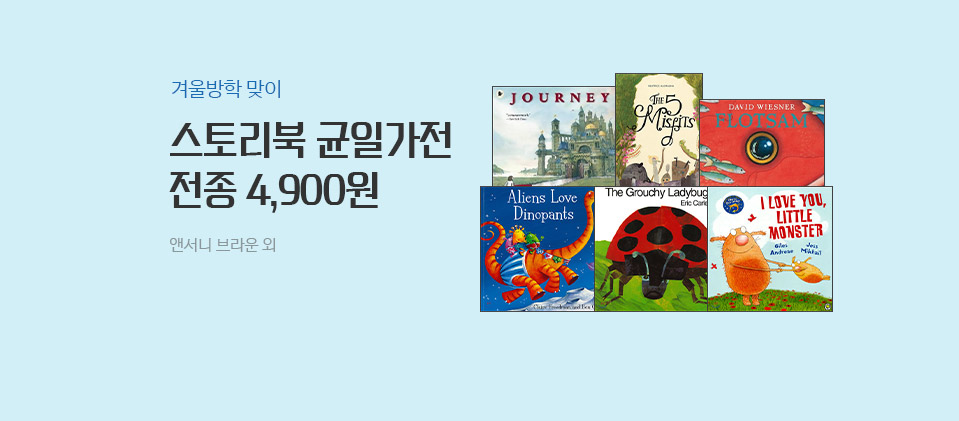 겨울방학 맞이
스토리북 균일가전
전종 4,900원
앤서니 브라운 외
JOURNEY
THE 5
Misfits
DAVID WIESNER
FLOTSAM
Aliens Love
Dinopants
The Grouchy Ladybug
Eric Carle
I LOVE YOU,
LITTLE
MONSTER
Giles
Andreae
Jess
Mikhail